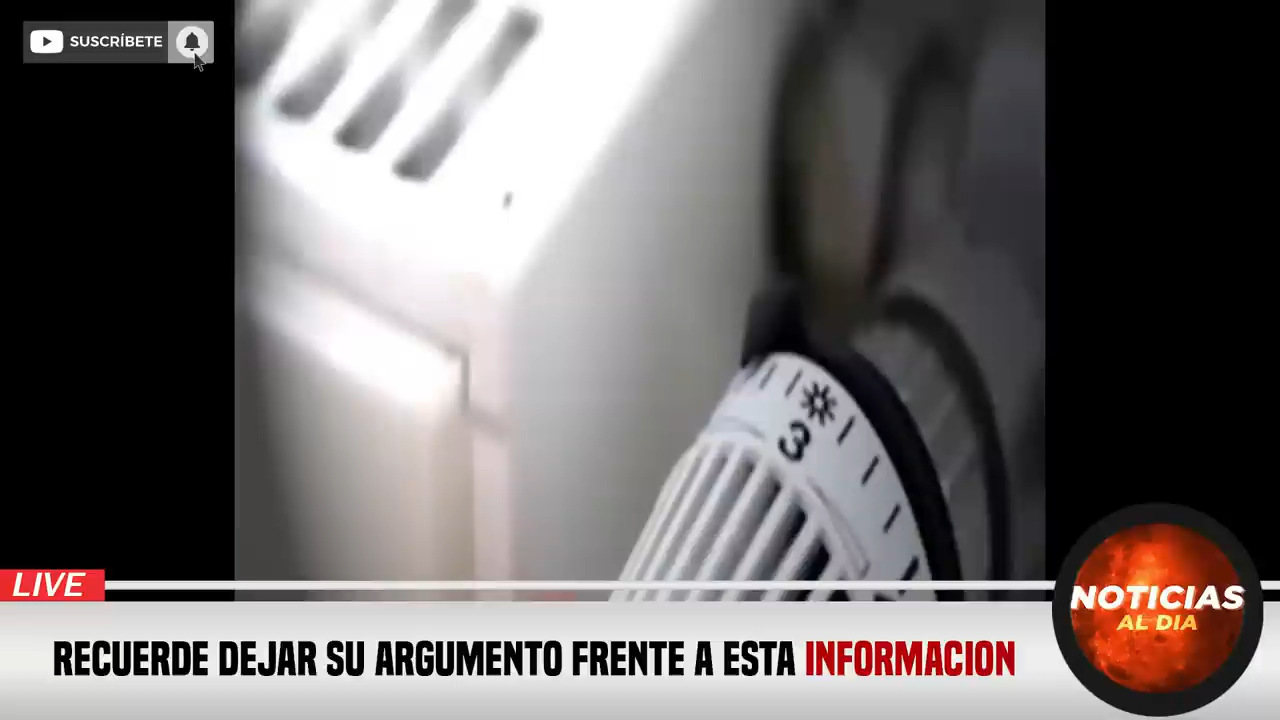 SUSCRÍBETE
3
LIVE
NOTICIAS
AL DIA
RECUERDE DEJAR SU ARGUMENTO FRENTE A ESTA INFORMACION